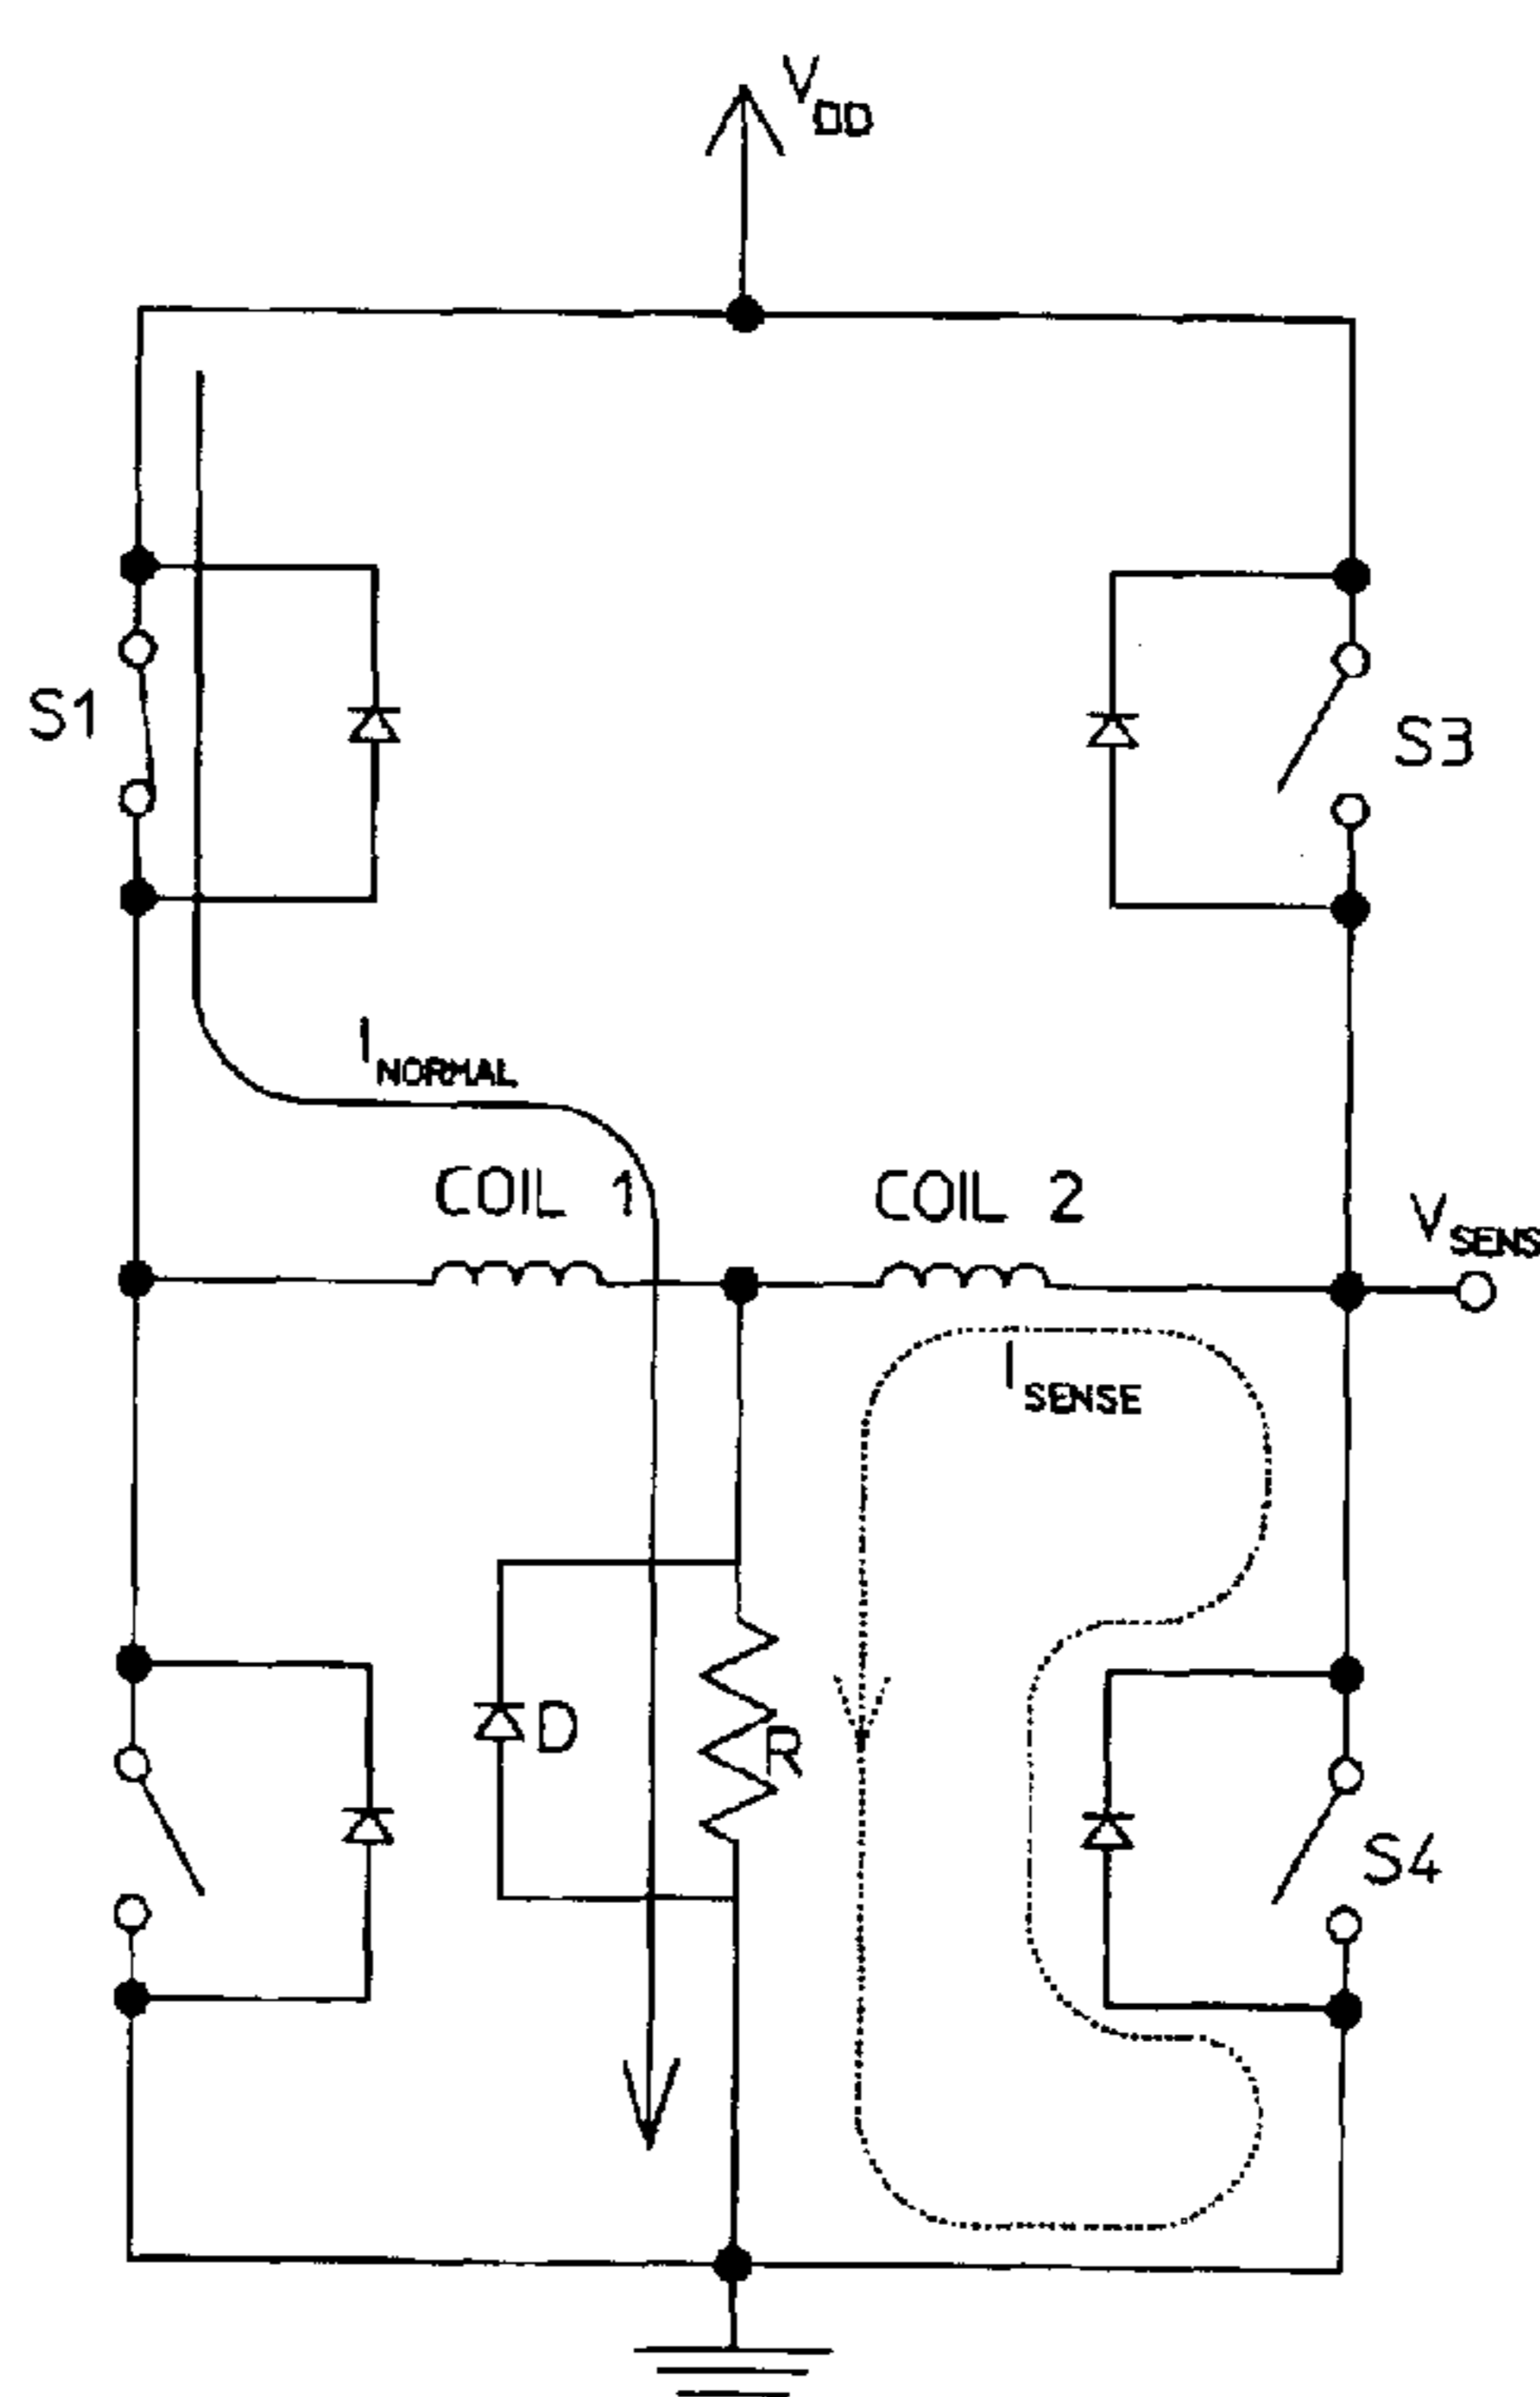 VDD
S1
S3
INORMAL
COIL 1
COIL 2
VSENS
ISENSE
D
R
S4